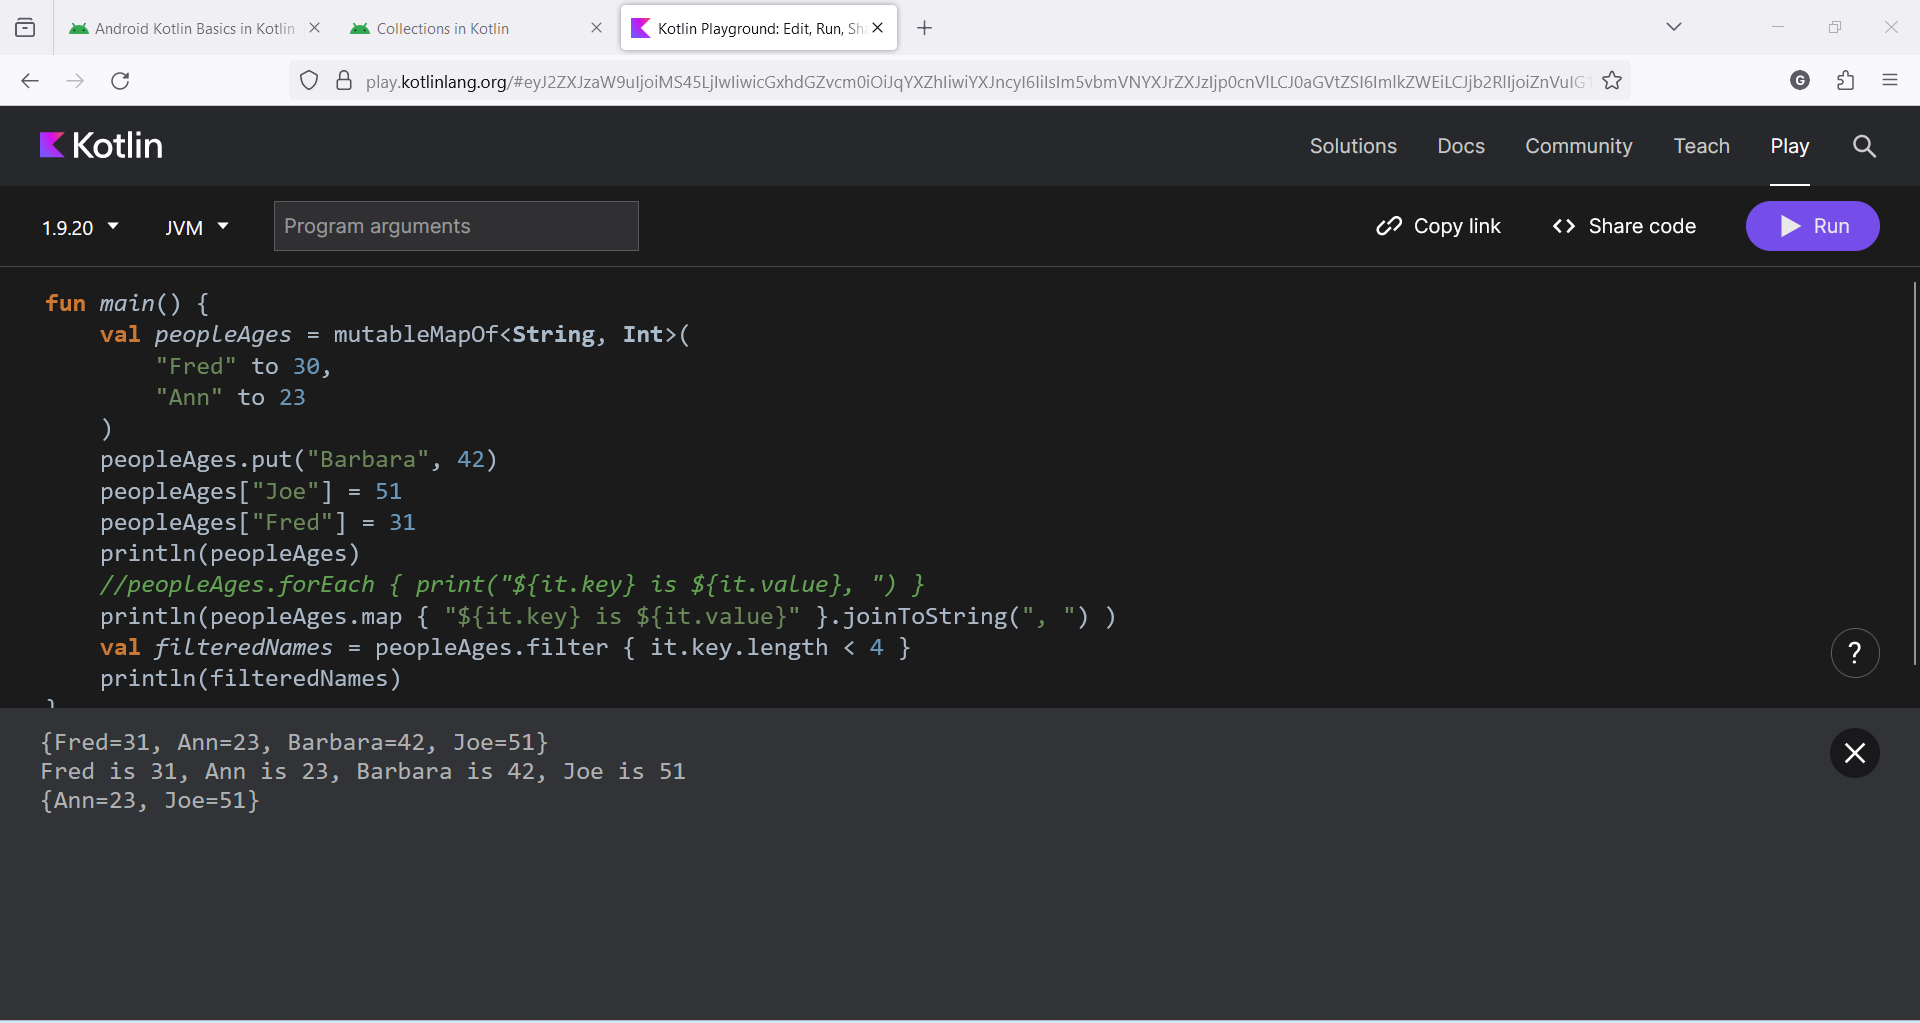 Android Kotlin Basics in Kotlin
Collections in Kotlin
Kotlin Playground: Edit, Run, Sha
play.kotlinlang.org/#eyJ2ZXJzaW9uIjoiMS45LjIwIiwicGxhdGZvcm0iOiJqYXZhIiwiYXJncyI6IiIsIm5vbmVNYXJrZXJzIjp0cnVlLCJ0aGVtZSI6ImlkZWEiLCJjb2RlIjoiZnVuIG1
G
Kotlin
Solutions
Docs
Community
Teach
Play
1.9.20
JVM
Program arguments
Copy link
<> Share code
Run
fun main() {
    val peopleAges = mutableMapOf<String, Int>(
        "Fred" to 30,
        "Ann" to 23
    )
    peopleAges.put("Barbara", 42)
    peopleAges["Joe"] = 51
    peopleAges["Fred"] = 31
    println(peopleAges)
    //peopleAges.forEach { print("${it.key} is ${it.value}, ") }
    println(peopleAges.map { "${it.key} is ${it.value}" }.joinToString(", ") )
    val filteredNames = peopleAges.filter { it.key.length < 4 }
    println(filteredNames)
}
?
{Fred=31, Ann=23, Barbara=42, Joe=51}
Fred is 31, Ann is 23, Barbara is 42, Joe is 51
{Ann=23, Joe=51}